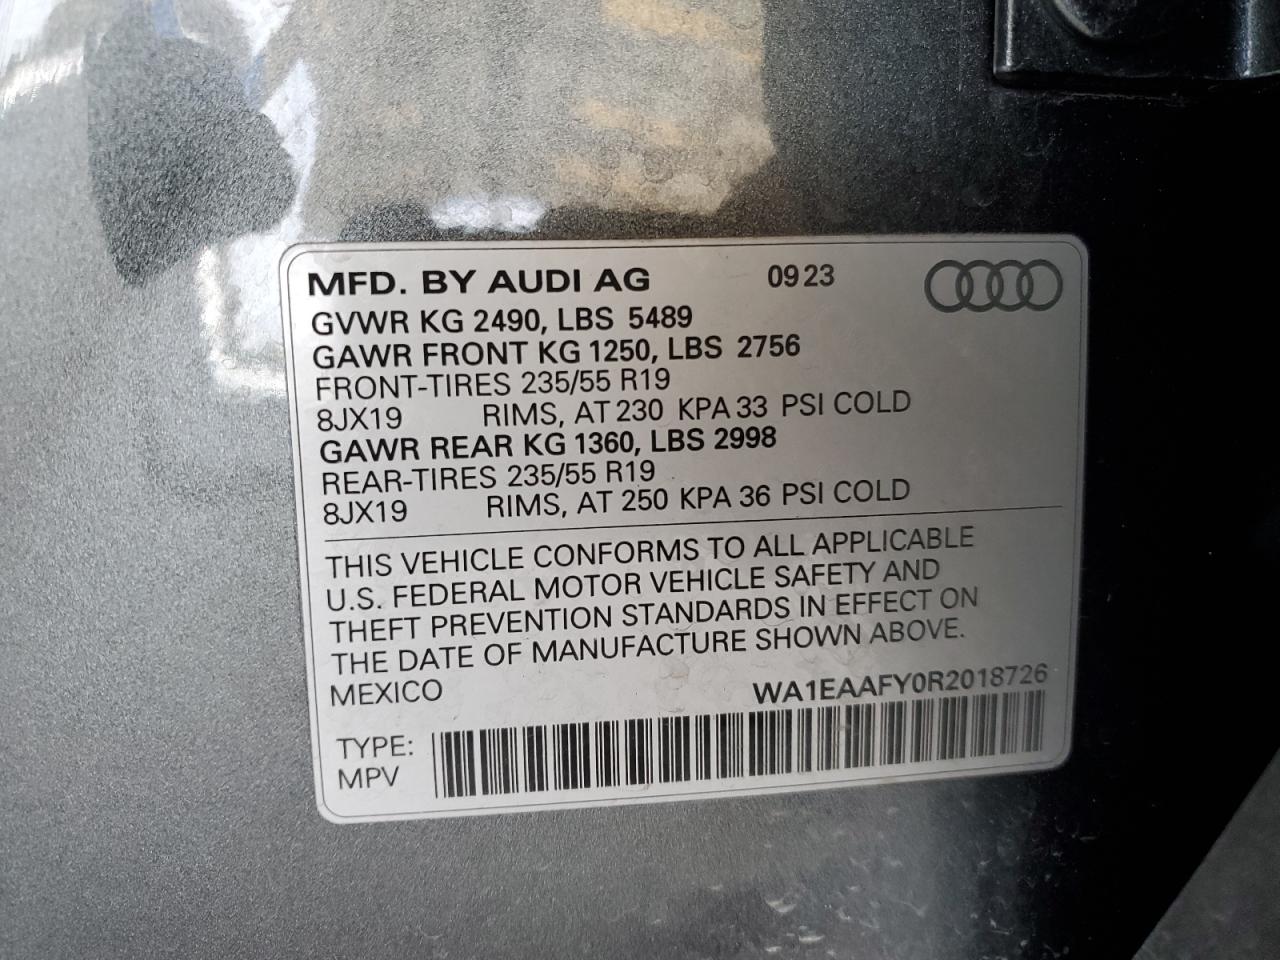 MFD. BY AUDI AG 09 23
GVWR KG 2490, LBS 5489
GAWR FRONT KG 1250, LBS 2756
FRONT-TIRES 235/55 R19
8JX19 RIMS, AT 230 KPA 33 PSI COLD
GAWR REAR KG 1360, LBS 2998
REAR-TIRES 235/55 R19
8JX19 RIMS, AT 250 KPA 36 PSI COLD
THIS VEHICLE CONFORMS TO ALL APPLICABLE
U.S. FEDERAL MOTOR VEHICLE SAFETY AND
THEFT PREVENTION STANDARDS IN EFFECT ON
THE DATE OF MANUFACTURE SHOWN ABOVE.
MEXICO WA1EAAFY0R2018726
TYPE:
MPV